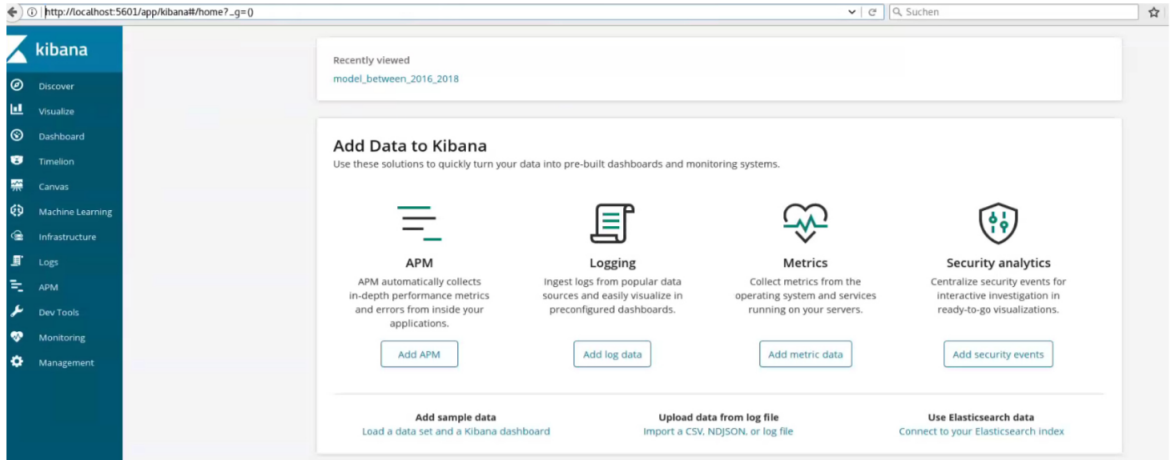 http://localhost:5601/app/kibana#/home?_g=()
Suchen
kibana
Discover
Visualize
Dashboard
Timelion
Canvas
Machine Learning
Infrastructure
Logs
APM
Dev Tools
Monitoring
Management
Recently viewed
model_between_2016_2018
Add Data to Kibana
Use these solutions to quickly turn your data into pre-built dashboards and monitoring systems.
APM
APM automatically collects
in-depth performance metrics
and errors from inside your
applications.
Add APM
Logging
Ingest logs from popular data
sources and easily visualize in
preconfigured dashboards.
Add log data
Metrics
Collect metrics from the
operating system and services
running on your servers.
Add metric data
Security analytics
Centralize security events for
interactive investigation in
ready-to-go visualizations.
Add security events
Add sample data
Load a data set and a Kibana dashboard
Upload data from log file
Import a CSV, NDJSON, or log file
Use Elasticsearch data
Connect to your Elasticsearch index